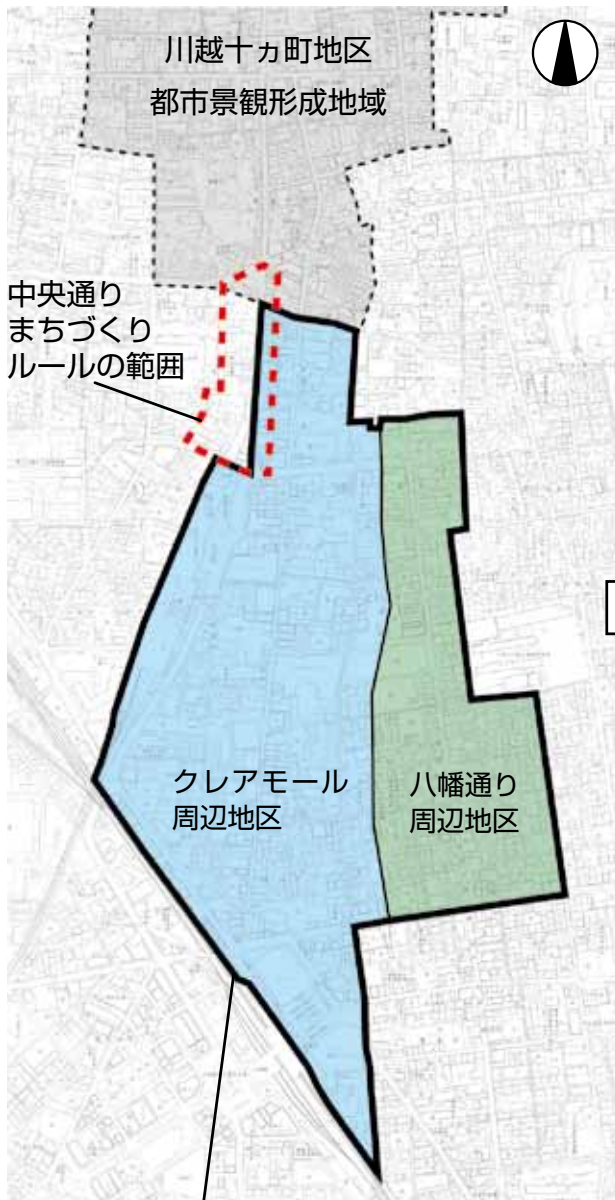 川越十ヵ町地区
都市景観形成地域
中央通り
まちづくり
ルールの範囲
クレアモール
周辺地区
八幡通り
周辺地区